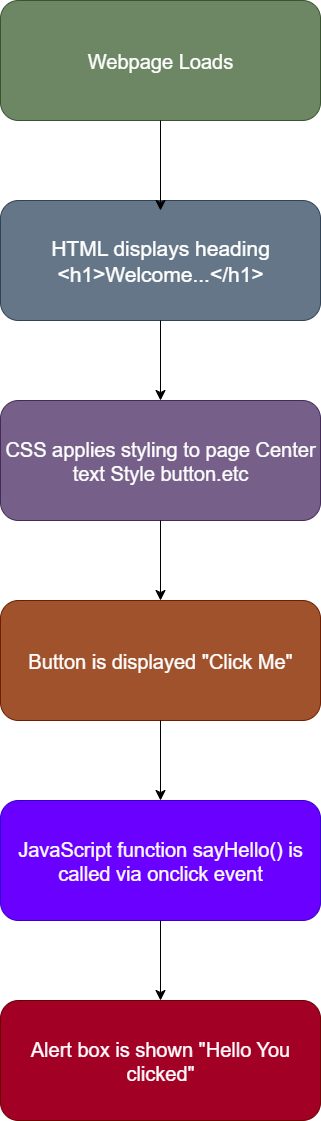 Webpage Loads
HTML displays heading
<h1>Welcome...</h1>
CSS applies styling to page Center
text Style button.etc
Button is displayed "Click Me"
JavaScript function sayHello() is
called via onclick event
Alert box is shown "Hello You
clicked"